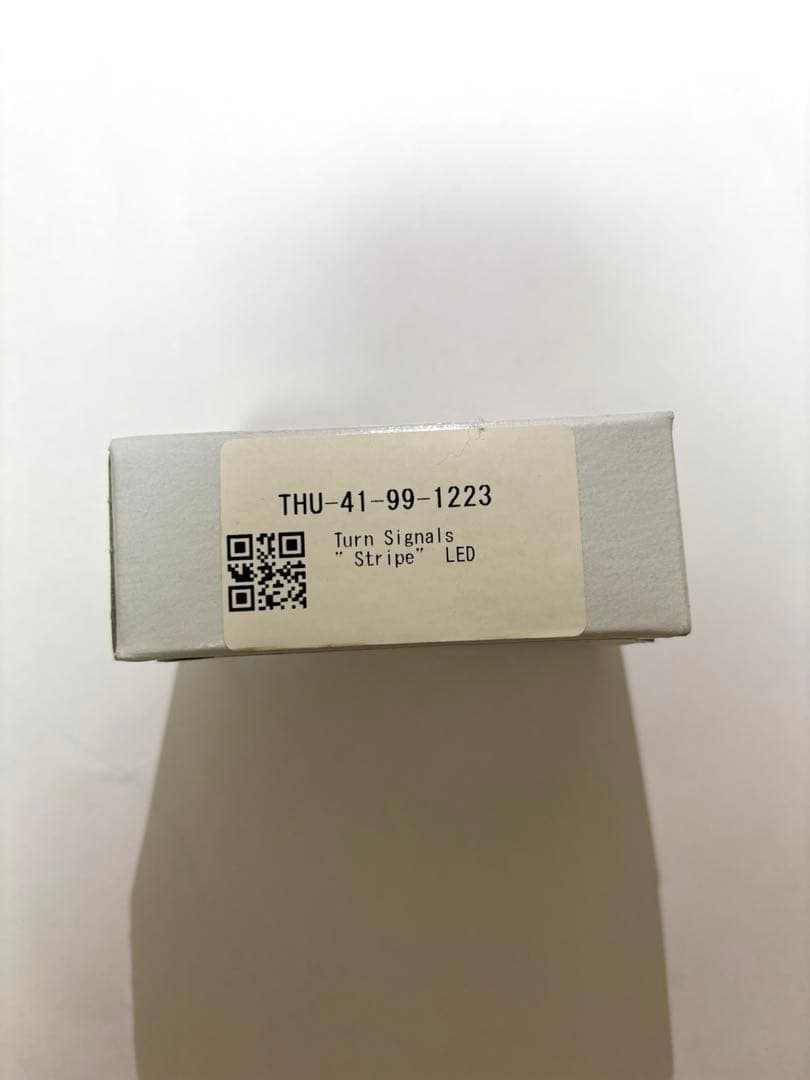 THU-41-99-1223
Turn Signals
"Stripe" LED